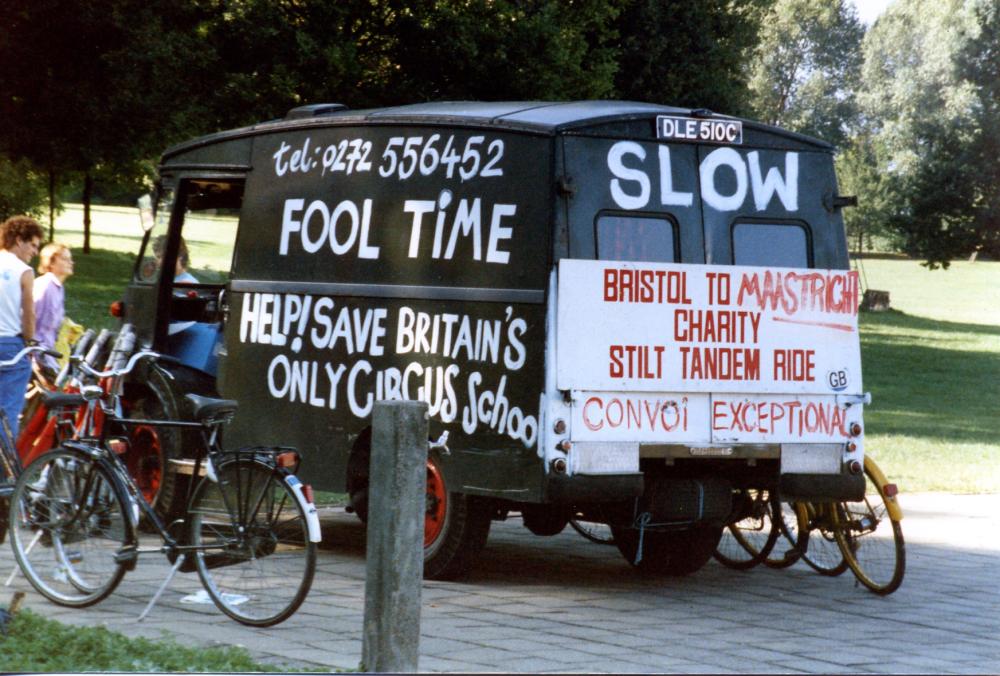 tel: 0272 556452
FOOL TiME
HELP! SAVE BRITAIN'S
ONLY CIRCUS School
DLE 510C
SLOW
BRISTOL TO MAASTRIGHT
CHARITY
STILT TANDEM RIDE
GB
CONVOi EXCEPTIONAL